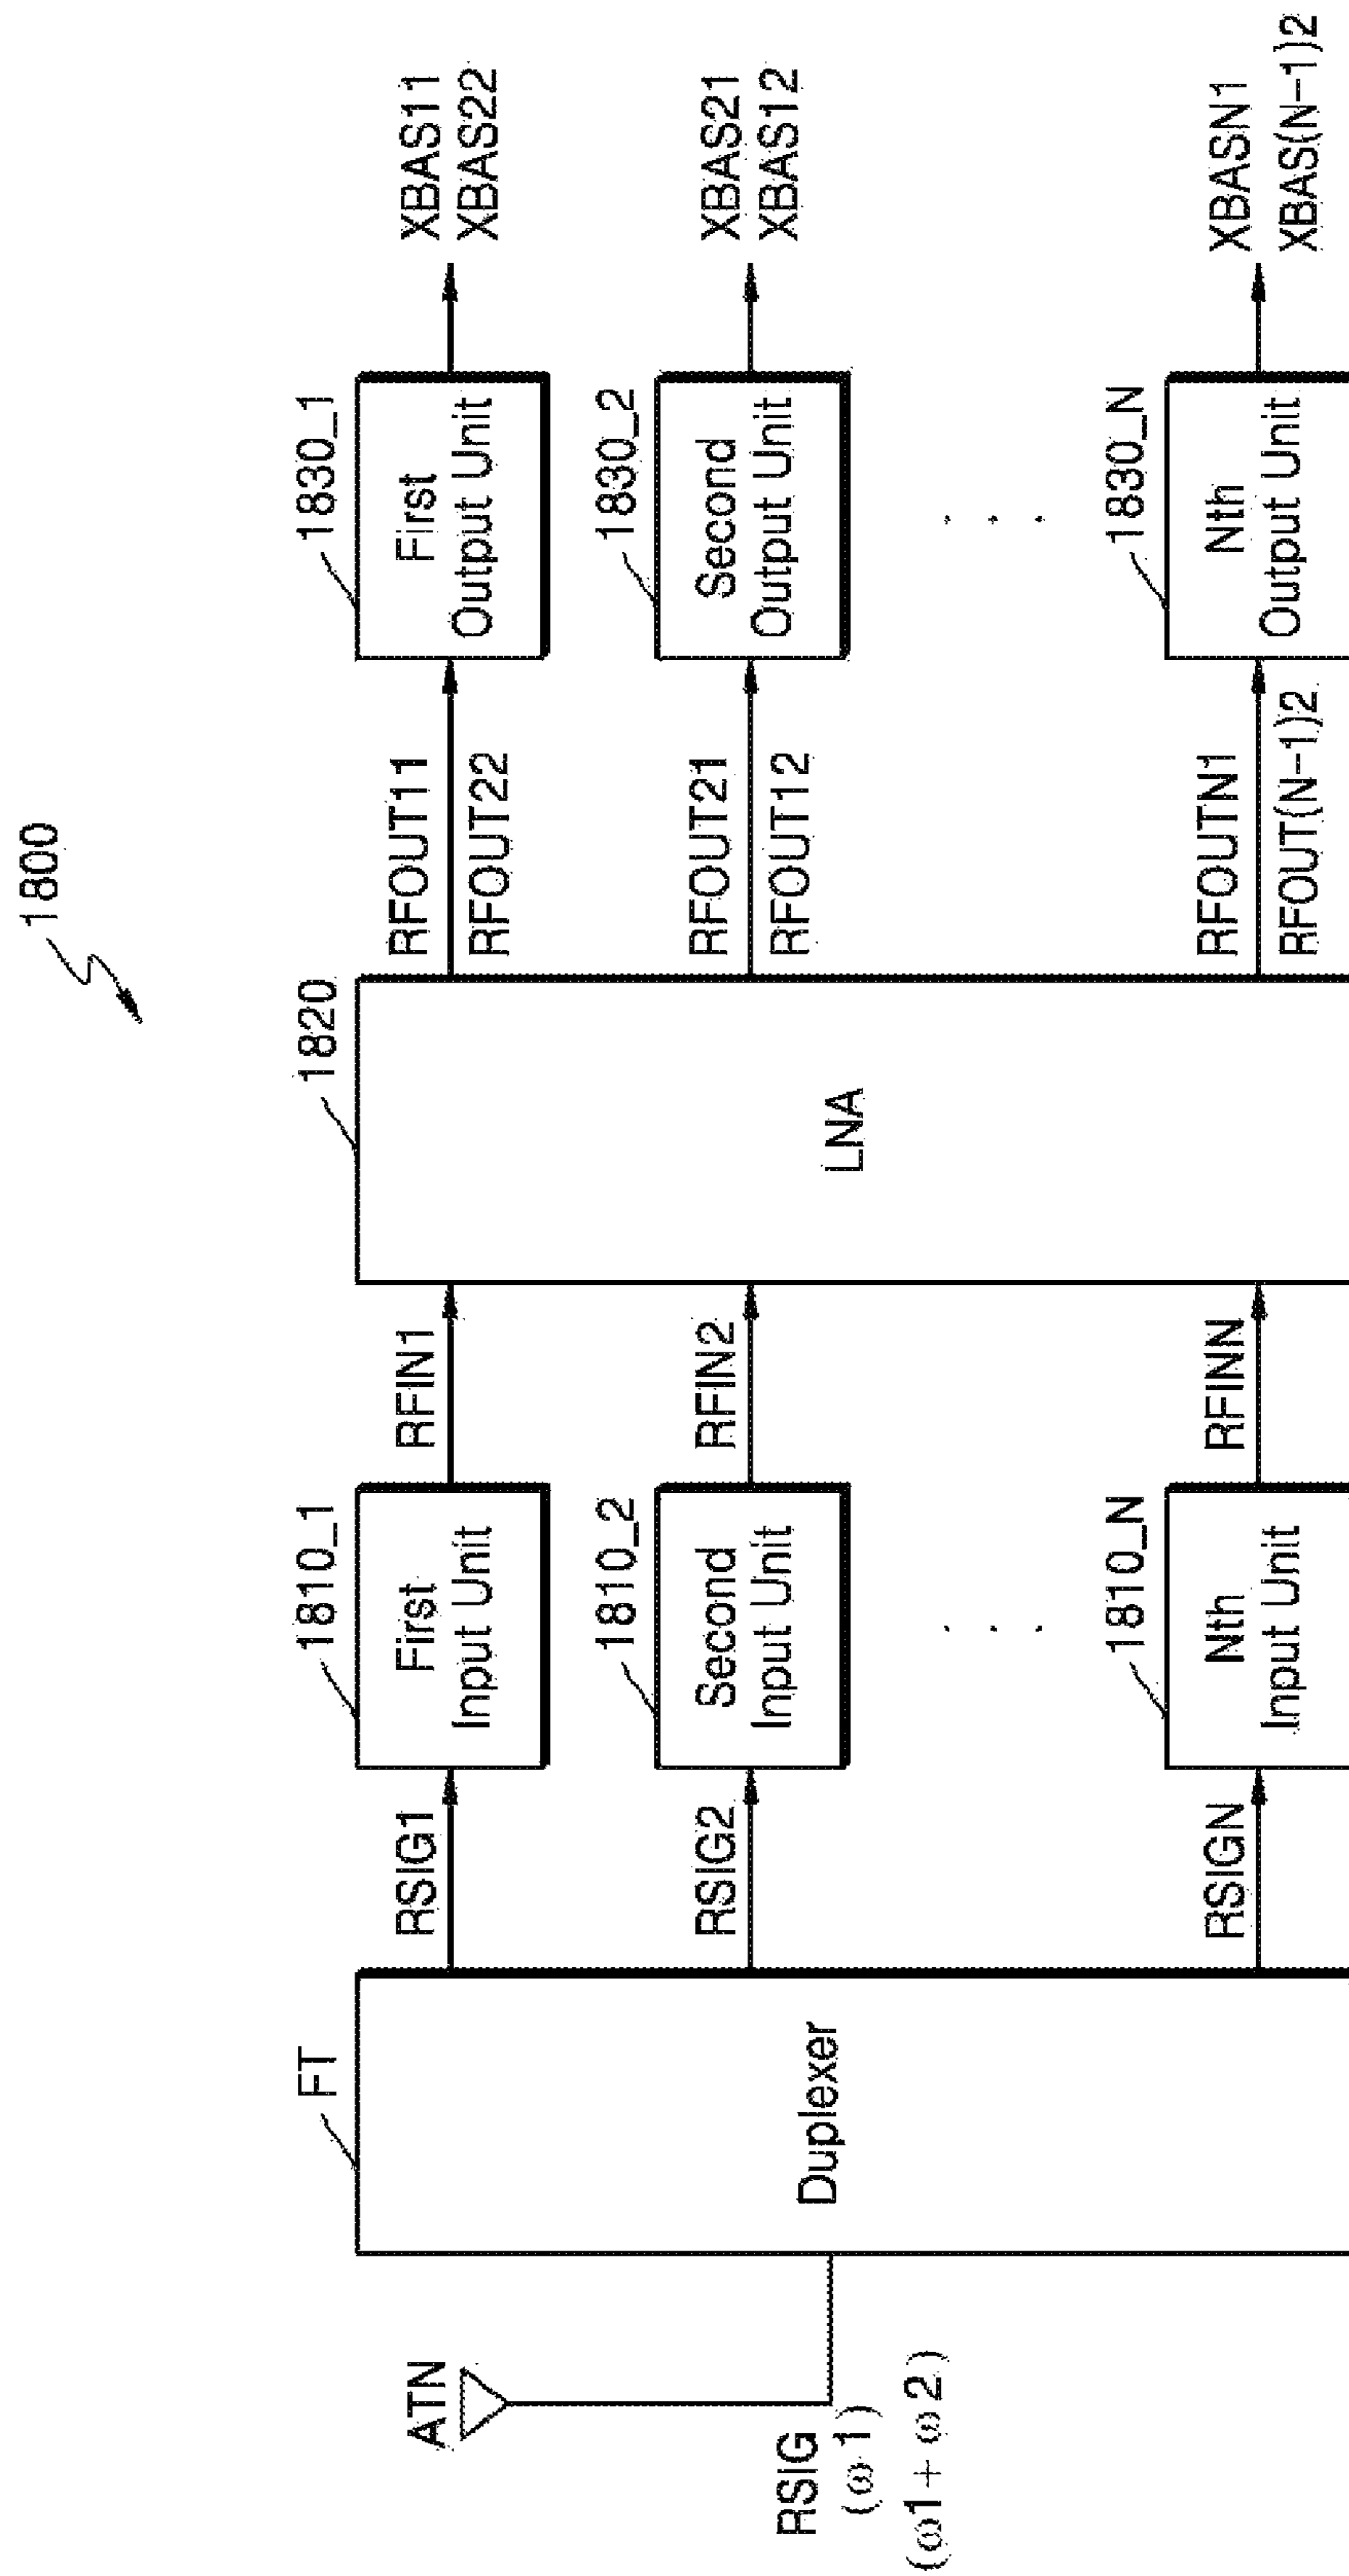 1800
ATN
RSIG
(ω1)
(ω1+ω2)
FT
Duplexer
RSIG1
RSIG2
RSIGN
1810_1
First
Input Unit
1810_2
Second
Input Unit
. . .
1810_N
Nth
Input Unit
RFIN1
RFIN2
RFINN
1820
LNA
RFOUT11
RFOUT22
RFOUT21
RFOUT12
RFOUTN1
RFOUT(N-1)2
1830_1
First
Output Unit
1830_2
Second
Output Unit
. . .
1830_N
Nth
Output Unit
XBAS11
XBAS22
XBAS21
XBAS12
XBASN1
XBAS(N-1)2